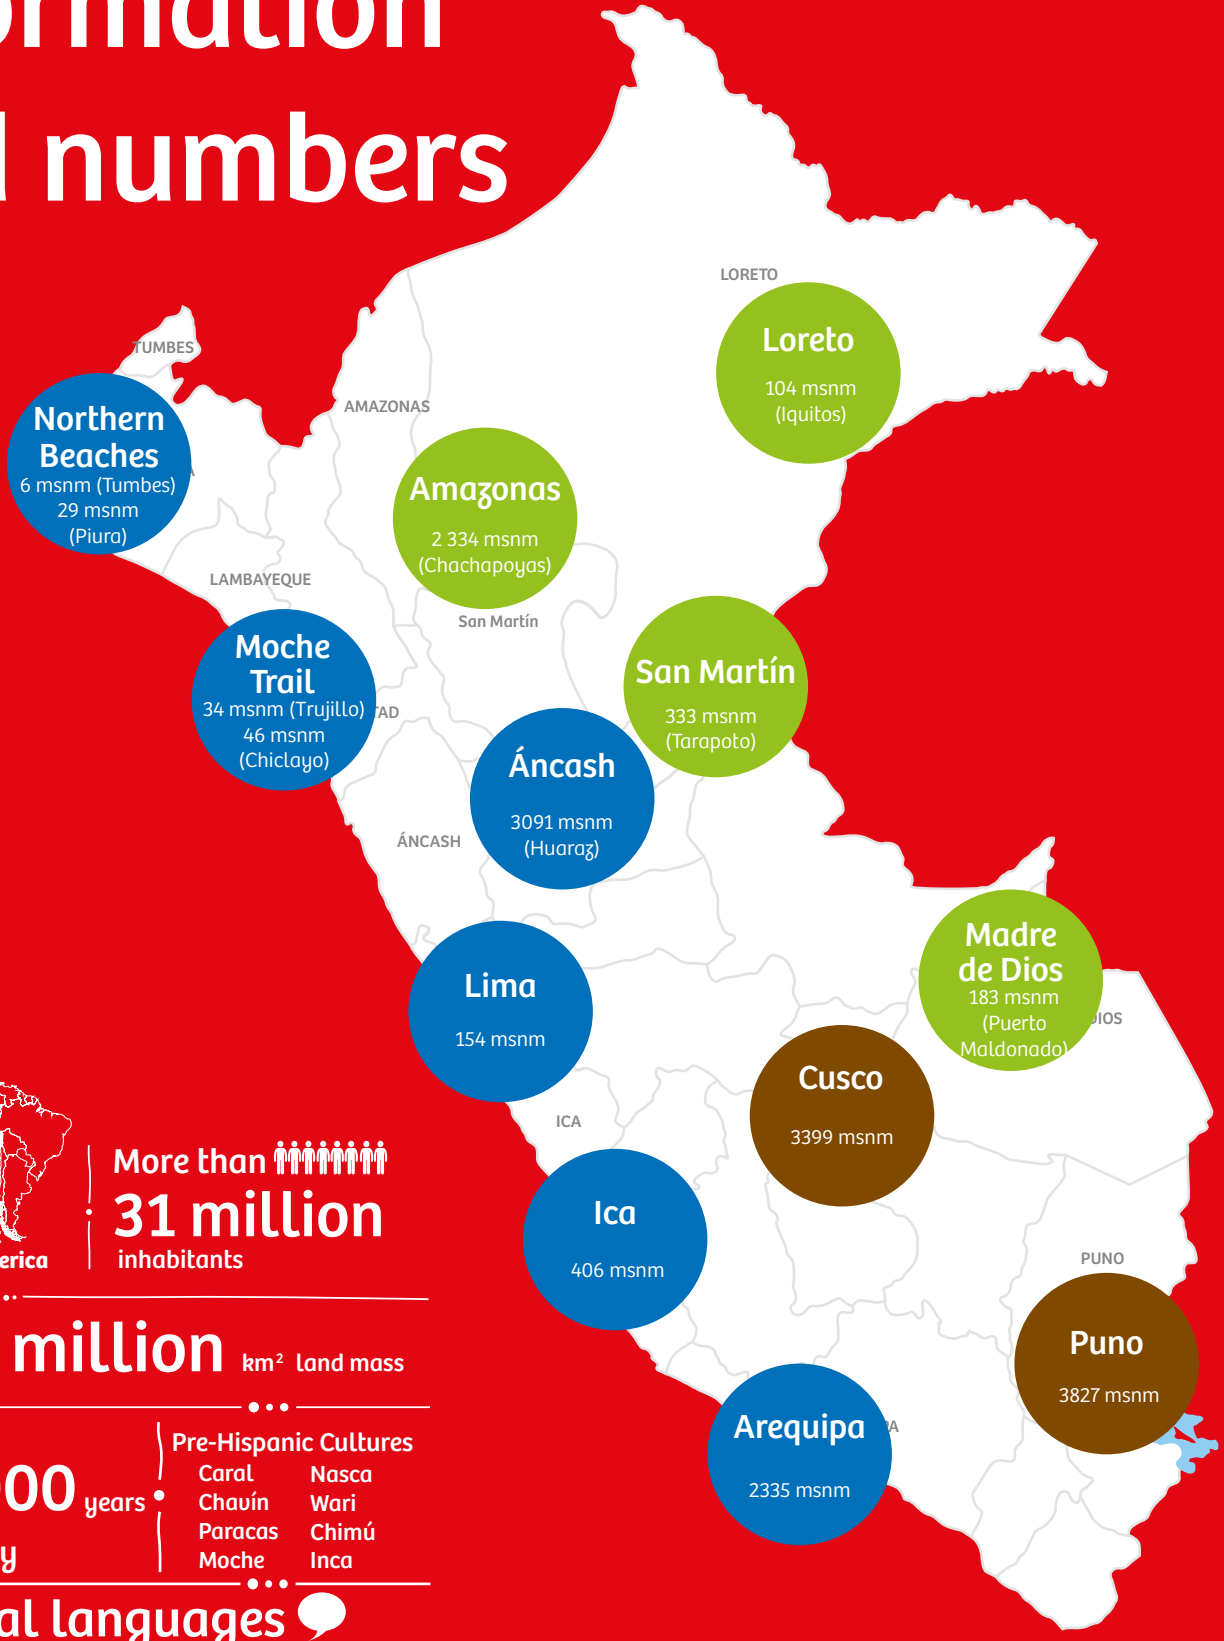 numbers
LORETO
Loreto
104 msnm
(Iquitos)
TUMBES
Northern
Beaches
6 msnm (Tumbes)
29 msnm
(Piura)
AMAZONAS
Amazonas
2 334 msnm
(Chachapoyas)
LAMBAYEQUE
San Martín
Moche
Trail
34 msnm (Trujillo)
46 msnm
(Chiclayo)
San Martín
333 msnm
(Tarapoto)
Áncash
3091 msnm
(Huaraz)
ÁNCASH
Madre
de Dios
183 msnm
(Puerto
Maldonado)
DIOS
Lima
154 msnm
Cusco
3399 msnm
ICA
Ica
406 msnm
PUNO
Puno
3827 msnm
Arequipa
2335 msnm
More than
31 million
inhabitants
million km² land mass
years
Pre-Hispanic Cultures
Caral Nasca
Chavín Wari
Paracas Chimú
Moche Inca
languages